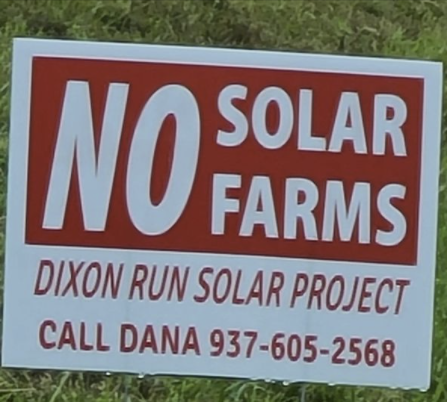 NO SOLAR
FARMS
DIXON RUN SOLAR PROJECT
CALL DANA 937-605-2568